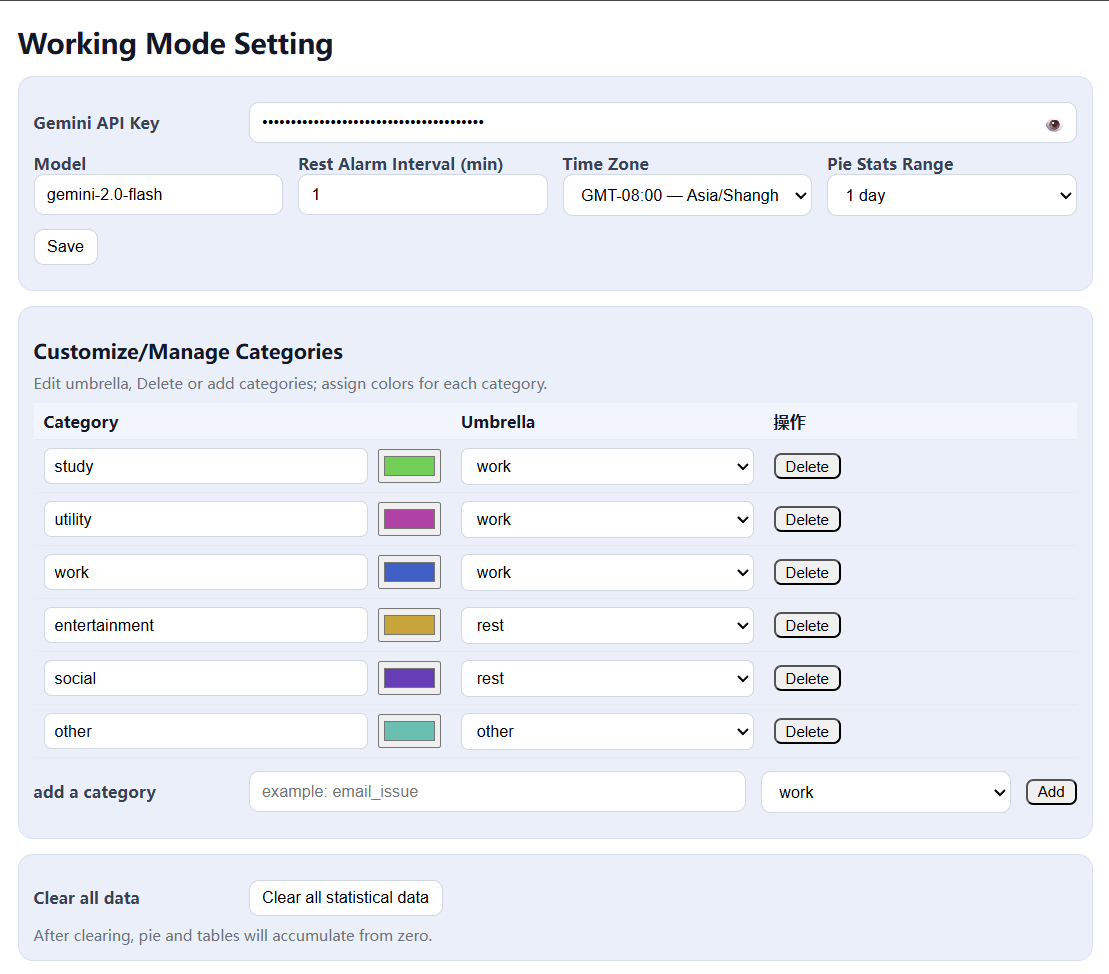 Working Mode Setting
Gemini API Key ••••••••••••••••••••••••••••••••••••••
Model Rest Alarm Interval (min) Time Zone Pie Stats Range
gemini-2.0-flash 1 GMT-08:00 — Asia/Shangh 1 day
Save
Customize/Manage Categories
Edit umbrella, Delete or add categories; assign colors for each category.
Category Umbrella 操作
study work Delete
utility work Delete
work work Delete
entertainment rest Delete
social rest Delete
other other Delete
add a category example: email_issue work Add
Clear all data Clear all statistical data
After clearing, pie and tables will accumulate from zero.